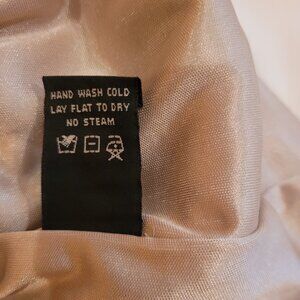 HAND WASH COLD
LAY FLAT TO DRY
NO STEAM